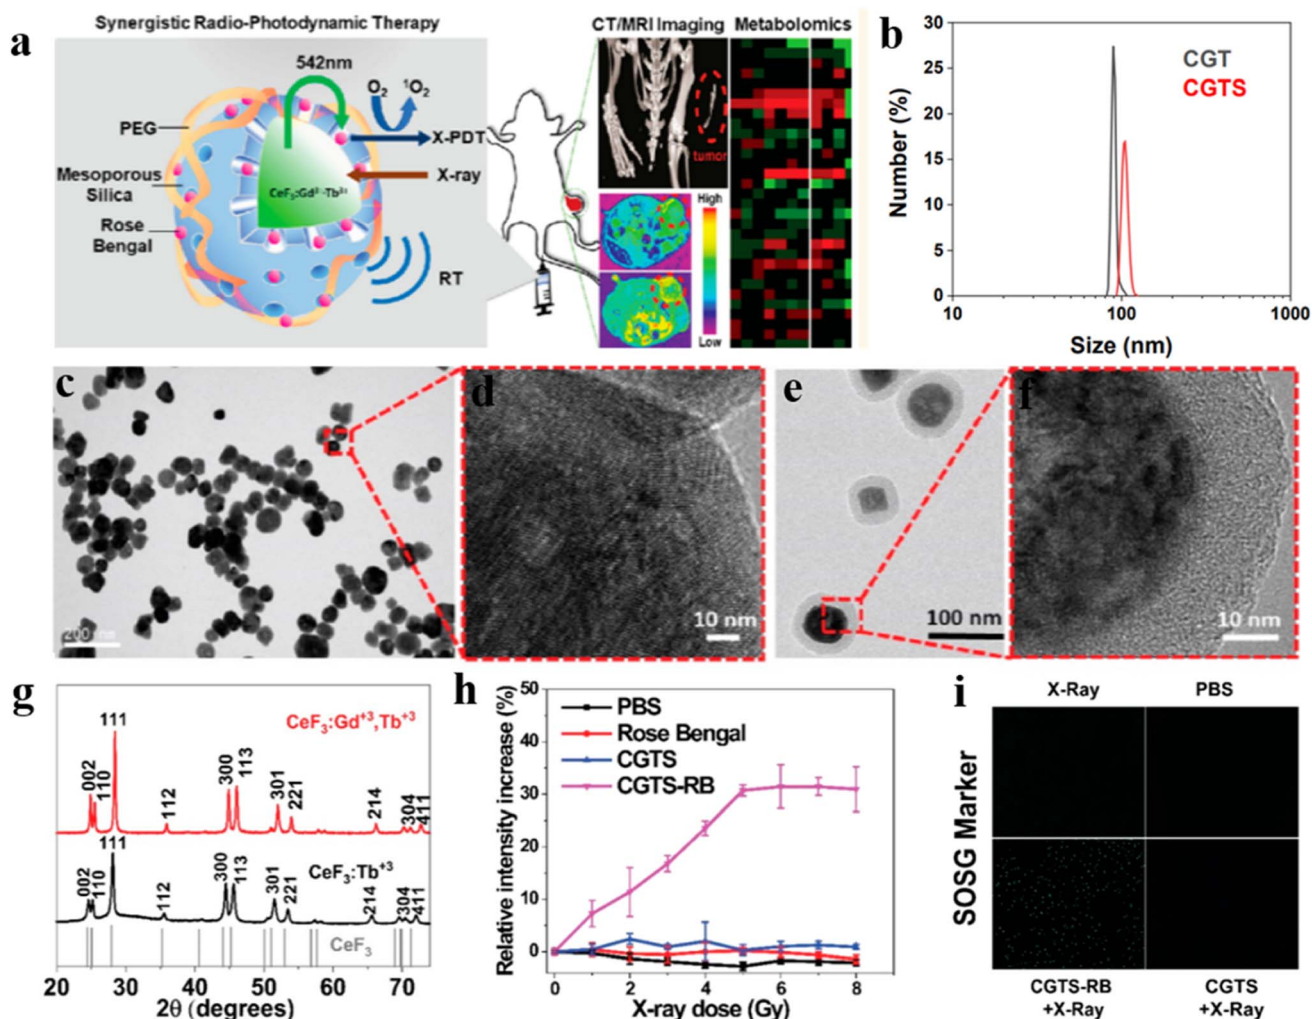 a
Synergistic Radio-Photodynamic Therapy
542nm
O₂
¹O₂
PEG
X-PDT
Mesoporous
Silica
CeF₃:Gd³⁺-Tb³⁺
X-ray
Rose
Bengal
RT
CT/MRI Imaging
Metabolomics
tumor
High
Low
b
CGT
CGTS
Number (%)
30
25
20
15
10
5
0
10
100
1000
Size (nm)
c
200 nm
d
10 nm
e
100 nm
f
10 nm
g
CeF₃:Gd⁺³,Tb⁺³
002
110
111
112
300
113
301
221
214
304
411
CeF₃:Tb⁺³
002
110
111
112
300
113
301
221
214
304
411
CeF₃
20 30 40 50 60 70
2θ (degrees)
h
PBS
Rose Bengal
CGTS
CGTS-RB
Relative intensity increase (%)
50
40
30
20
10
0
0 2 4 6 8
X-ray dose (Gy)
i
X-Ray
PBS
SOSG Marker
CGTS-RB
+X-Ray
CGTS
+X-Ray